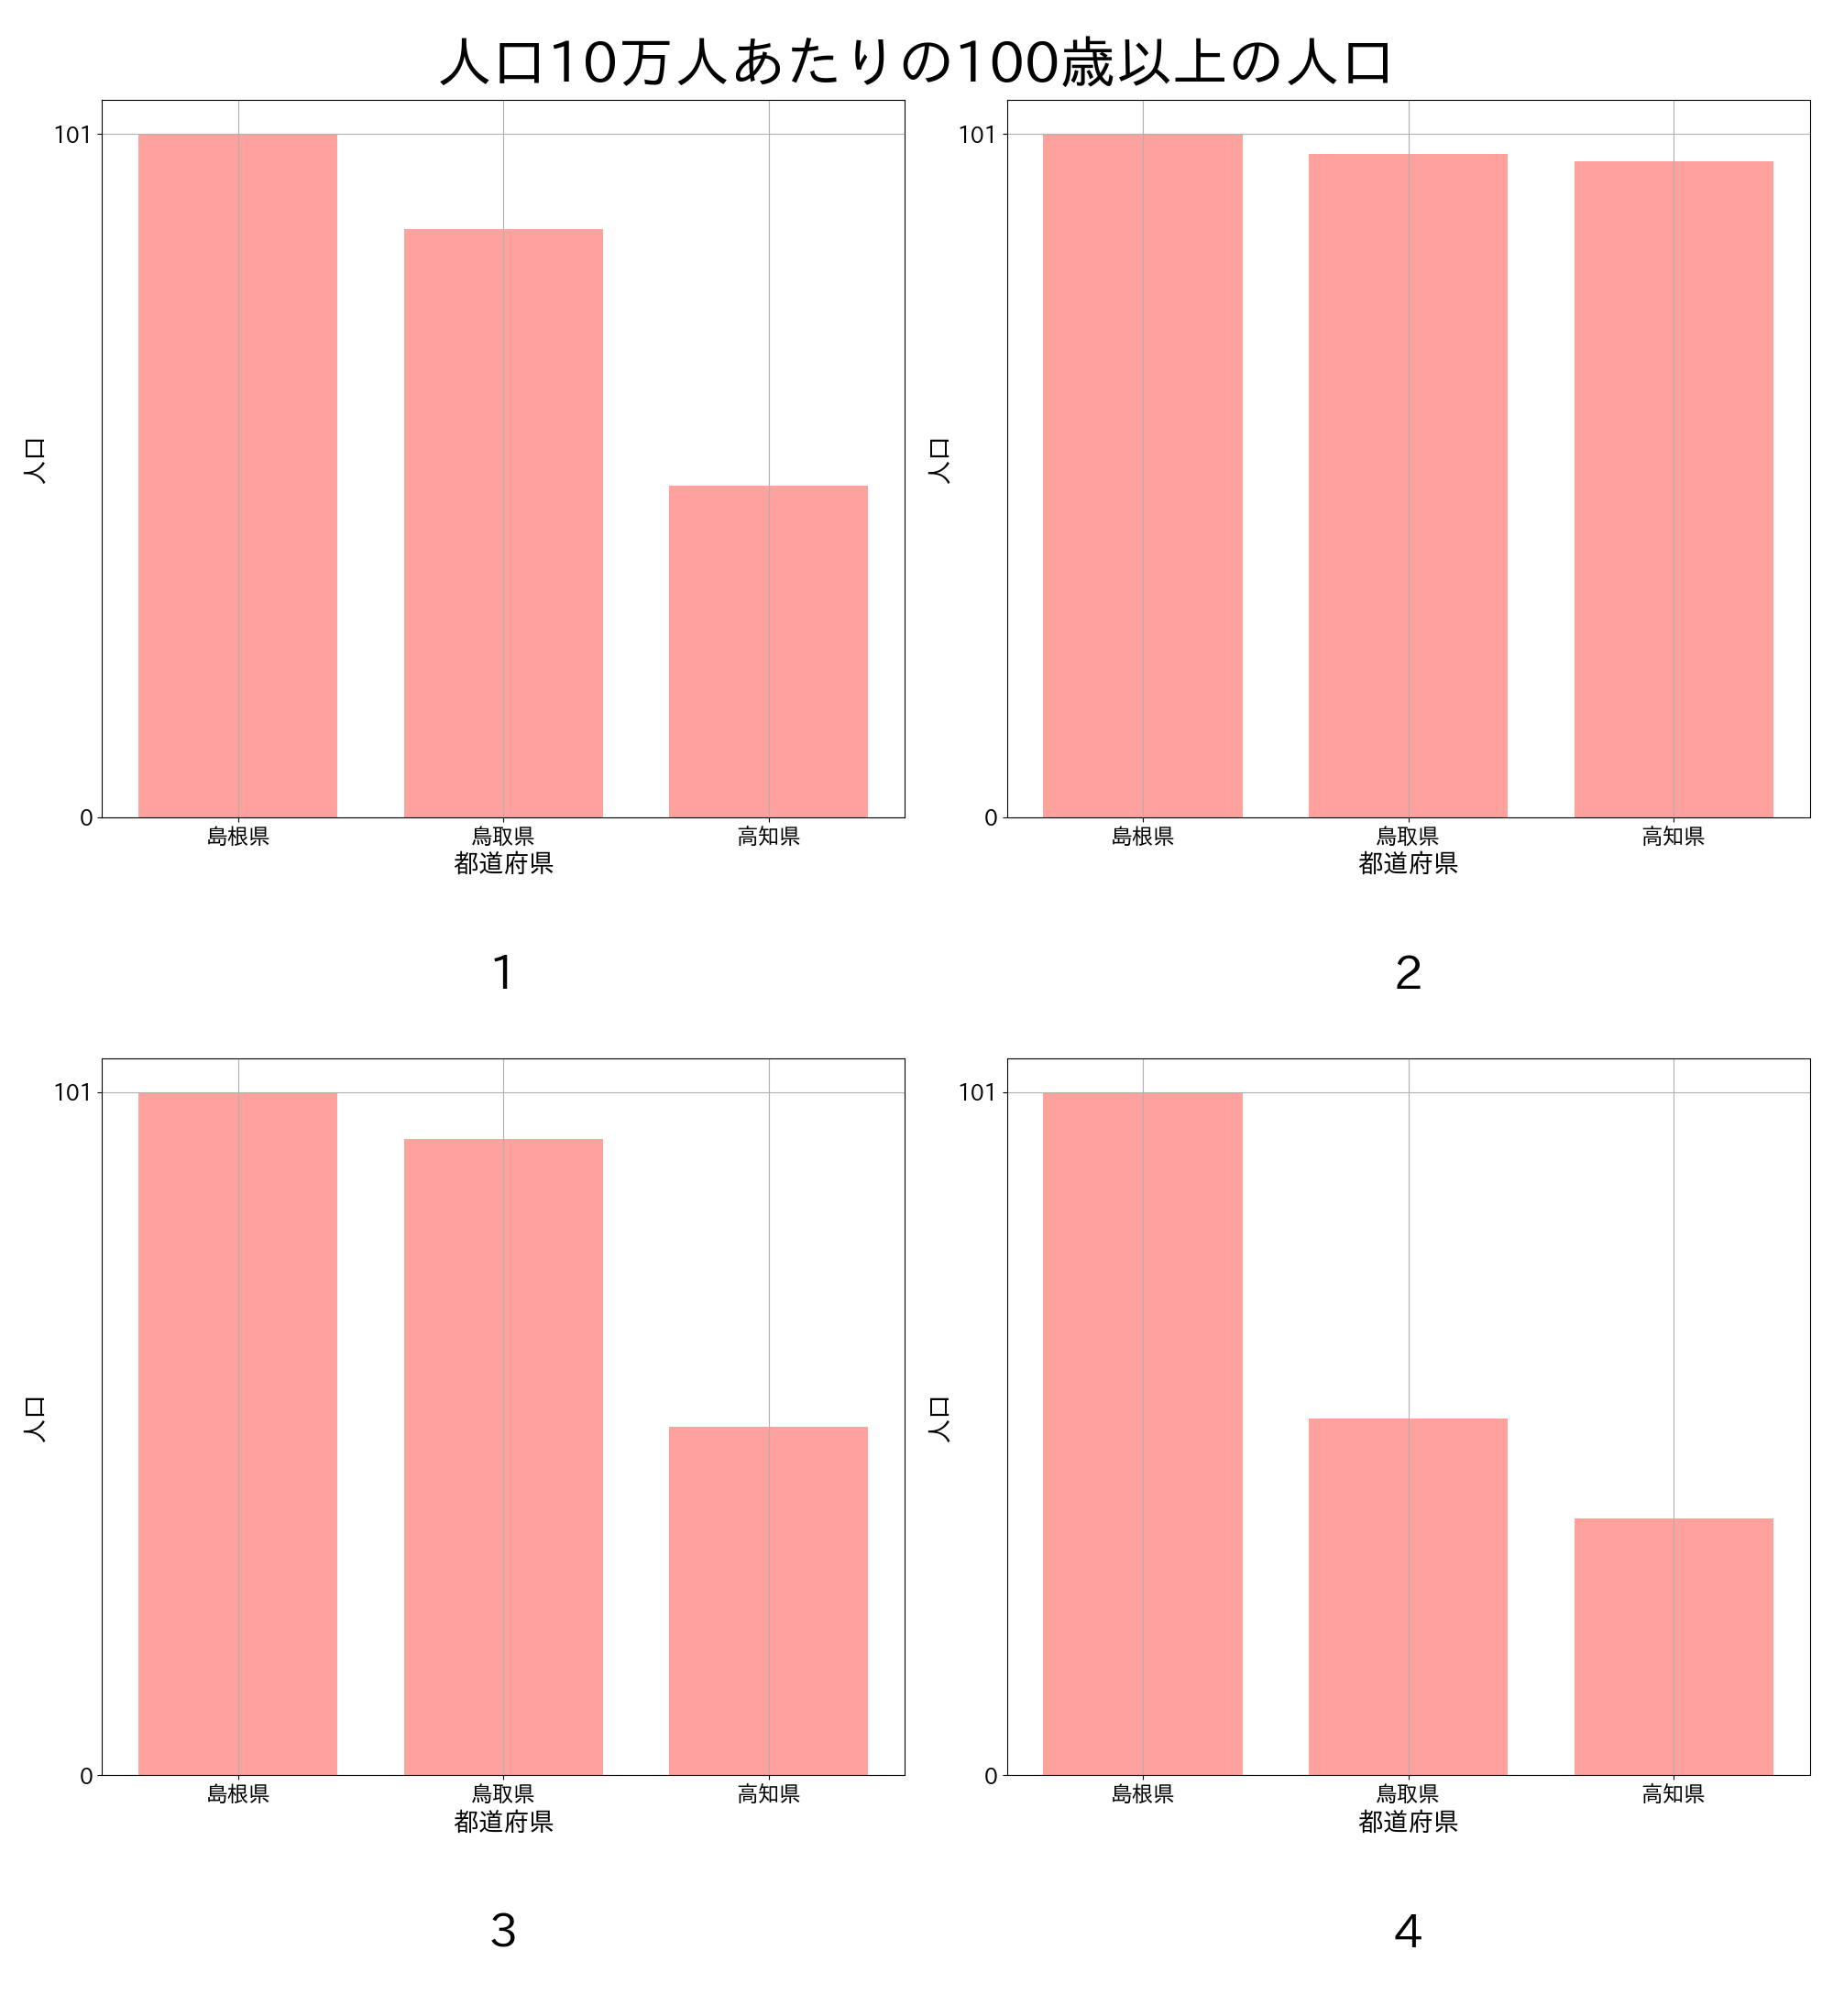 人口10万人あたりの100歳以上の人口
101
0
人口
島根県 鳥取県 高知県
都道府県
1
101
0
人口
島根県 鳥取県 高知県
都道府県
2
101
0
人口
島根県 鳥取県 高知県
都道府県
3
101
0
人口
島根県 鳥取県 高知県
都道府県
4